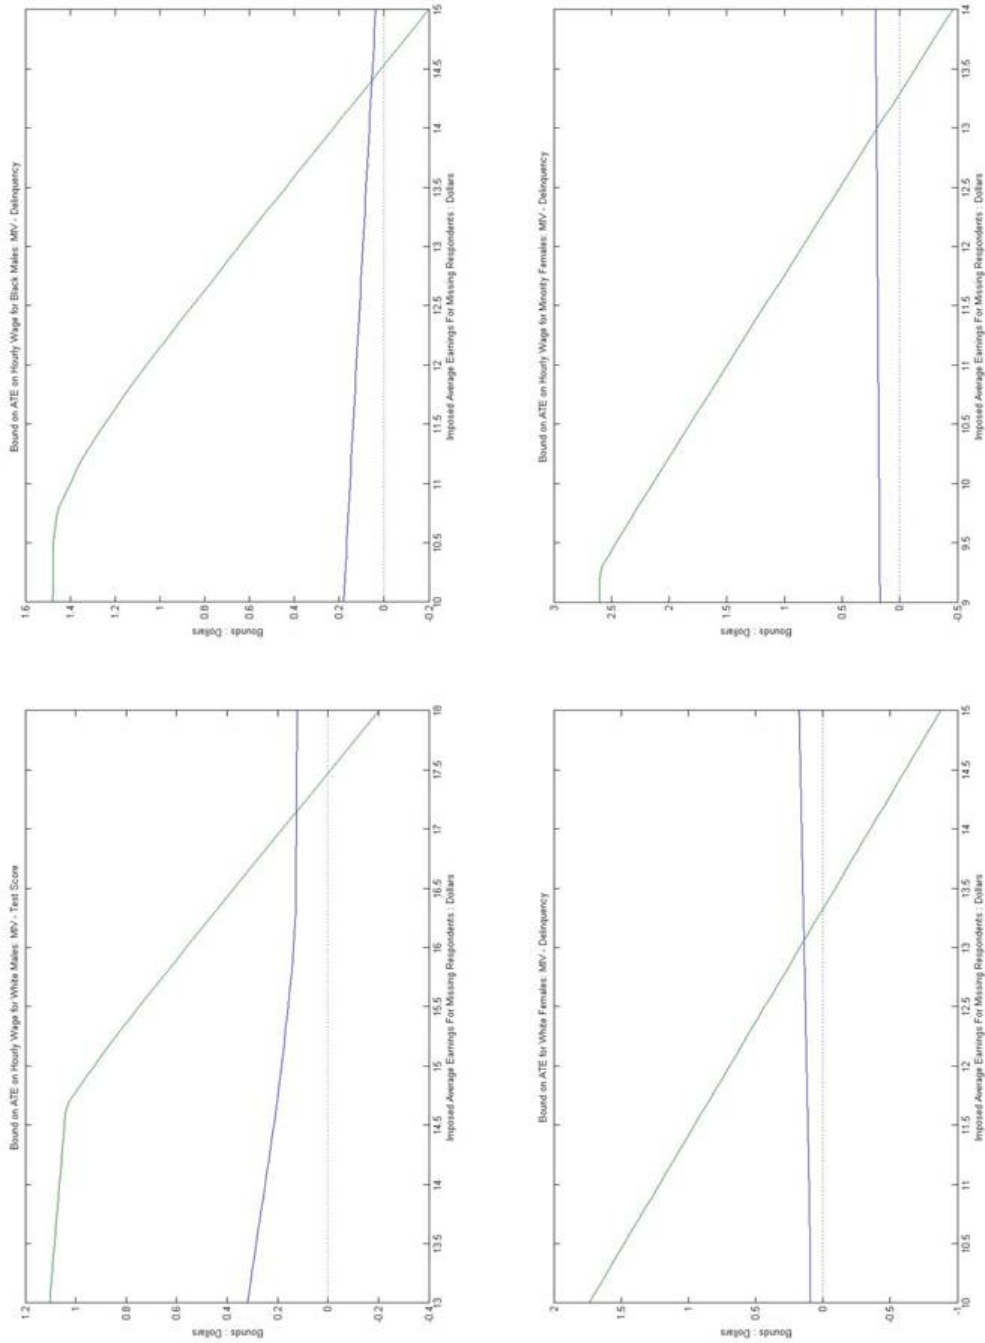 Bound on ATE on Hourly Wage for White Males: MIV - Test Score
1.2
1
0.8
0.6
0.4
0.2
0
-0.2
-0.4
Bounds : Dollars
13 13.5 14 14.5 15 15.5 16 16.5 17 17.5 18
Imposed Average Earnings For Missing Respondents : Dollars
Bound on ATE on Hourly Wage for Black Males: MIV - Delinquency
1.6
1.4
1.2
1
0.8
0.6
0.4
0.2
0
-0.2
Bounds : Dollars
10 10.5 11 11.5 12 12.5 13 13.5 14 14.5 15
Imposed Average Earnings For Missing Respondents : Dollars
Bound on ATE for White Females: MIV - Delinquency
2
1.5
1
0.5
0
-0.5
-1
Bounds : Dollars
10 10.5 11 11.5 12 12.5 13 13.5 14 14.5 15
Imposed Average Earnings For Missing Respondents : Dollars
Bound on ATE on Hourly Wage for Minority Females: MIV - Delinquency
3
2.5
2
1.5
1
0.5
0
-0.5
Bounds : Dollars
9 9.5 10 10.5 11 11.5 12 12.5 13 13.5 14
Imposed Average Earnings For Missing Respondents : Dollars